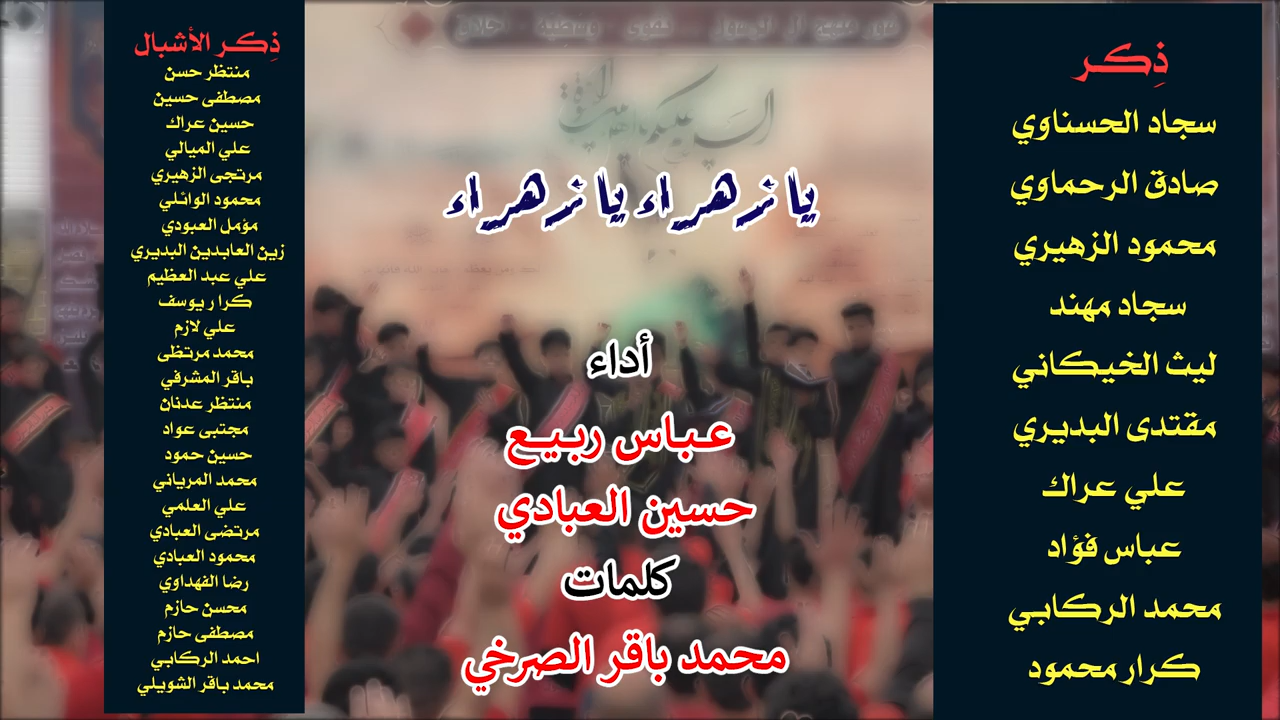 ذِكر
سجاد الحسناوي
صادق الرحماوي
محمود الزهيري
سجاد مهند
ليث الخيكاني
مقتدى البديري
علي عراك
عباس فؤاد
محمد الركابي
كرار محمود
يا زهراء يا زهراء
أداء
عباس ربيع
حسين العبادي
كلمات
محمد باقر الصرخي
ذِكر الأشبال
منتظر حسن
مصطفى حسين
حسين عراك
علي الميالي
مرتجى الزهيري
محمود الوائلي
مؤمل العبودي
زين العابدين البديري
علي عبد العظيم
كرار يوسف
علي لازم
محمد مرتظى
باقر المشرفي
منتظر عدنان
مجتبى عواد
حسين حمود
محمد المرياني
علي العلمي
مرتضى العبادي
محمود العبادي
رضا الفهداوي
محسن حازم
مصطفى حازم
احمد الركابي
محمد باقر الشويلي